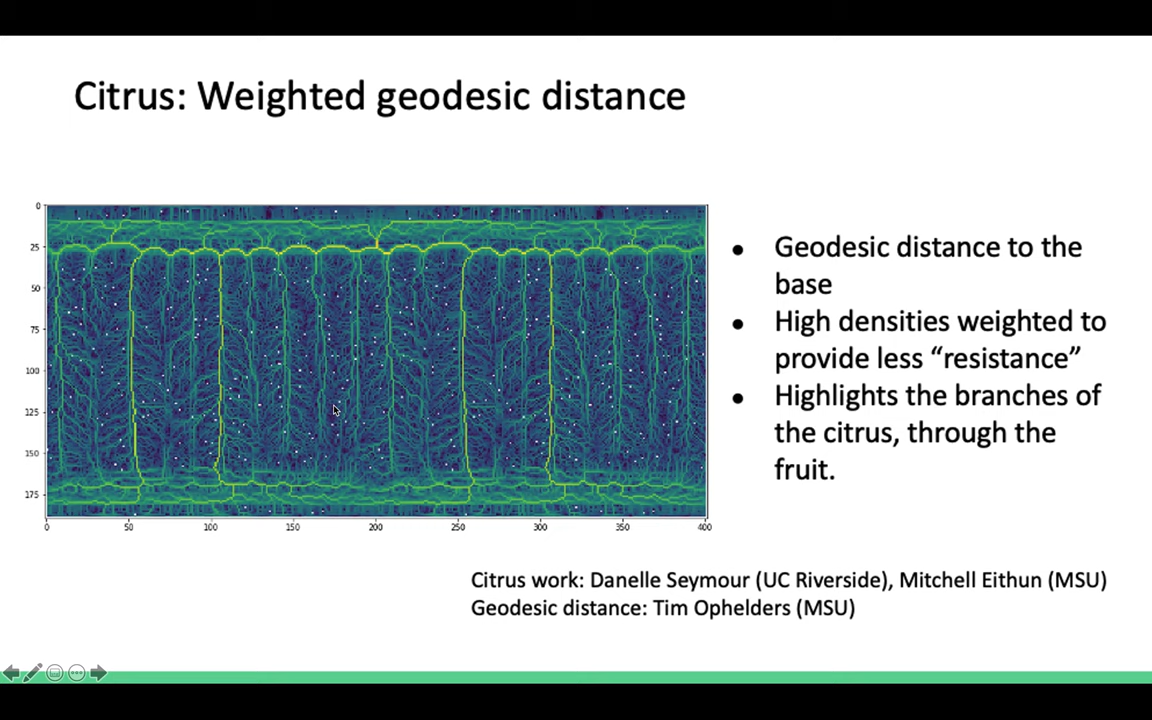 Citrus: Weighted geodesic distance
0
25
50
75
100
125
150
175
0 50 100 150 200 250 300 350 400
● Geodesic distance to the
base
● High densities weighted to
provide less “resistance”
● Highlights the branches of
the citrus, through the
fruit.
Citrus work: Danelle Seymour (UC Riverside), Mitchell Eithun (MSU)
Geodesic distance: Tim Ophelders (MSU)